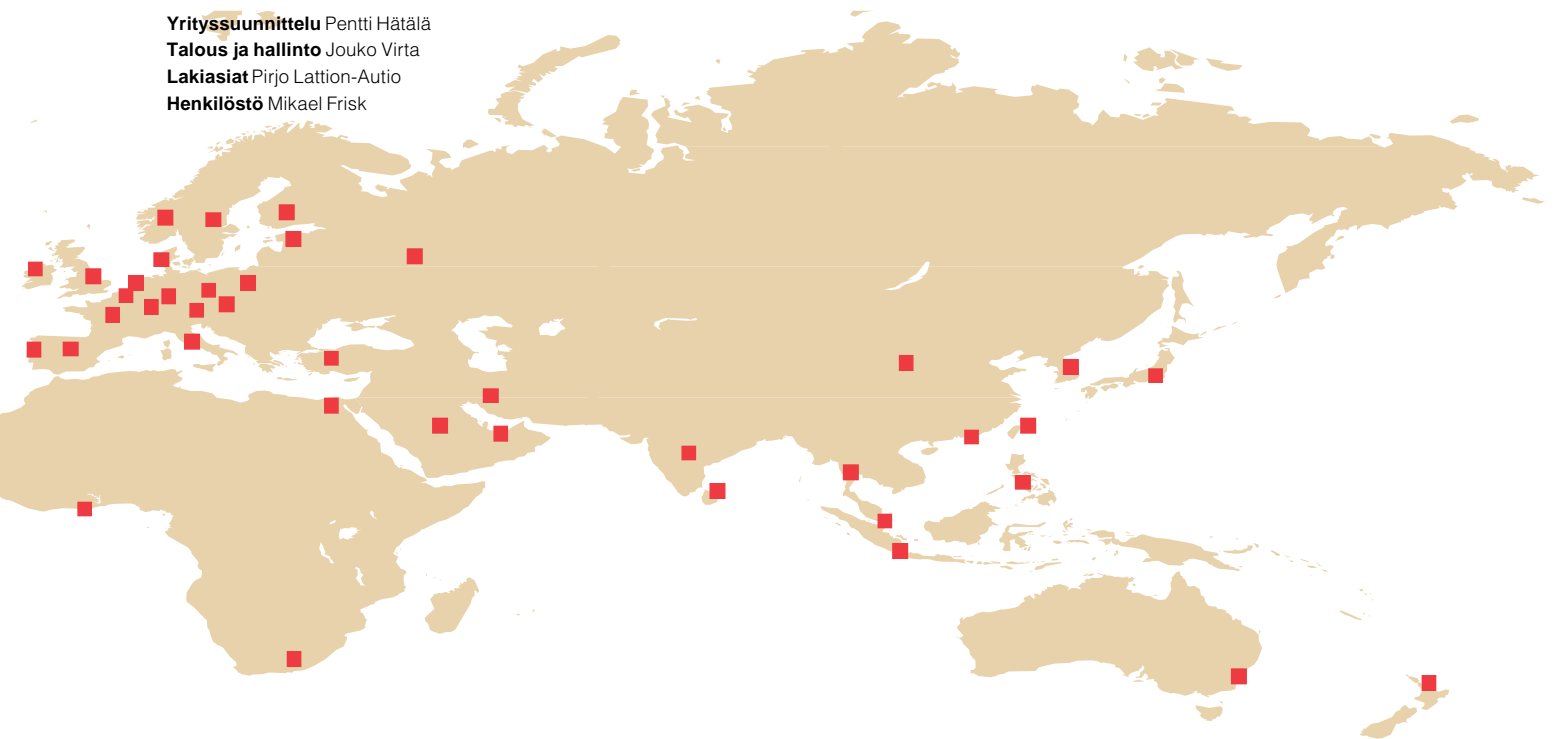 Yrityssuunnittelu Pentti Hätälä
Talous ja hallinto Jouko Virta
Lakiasiat Pirjo Lattion-Autio
Henkilöstö Mikael Frisk